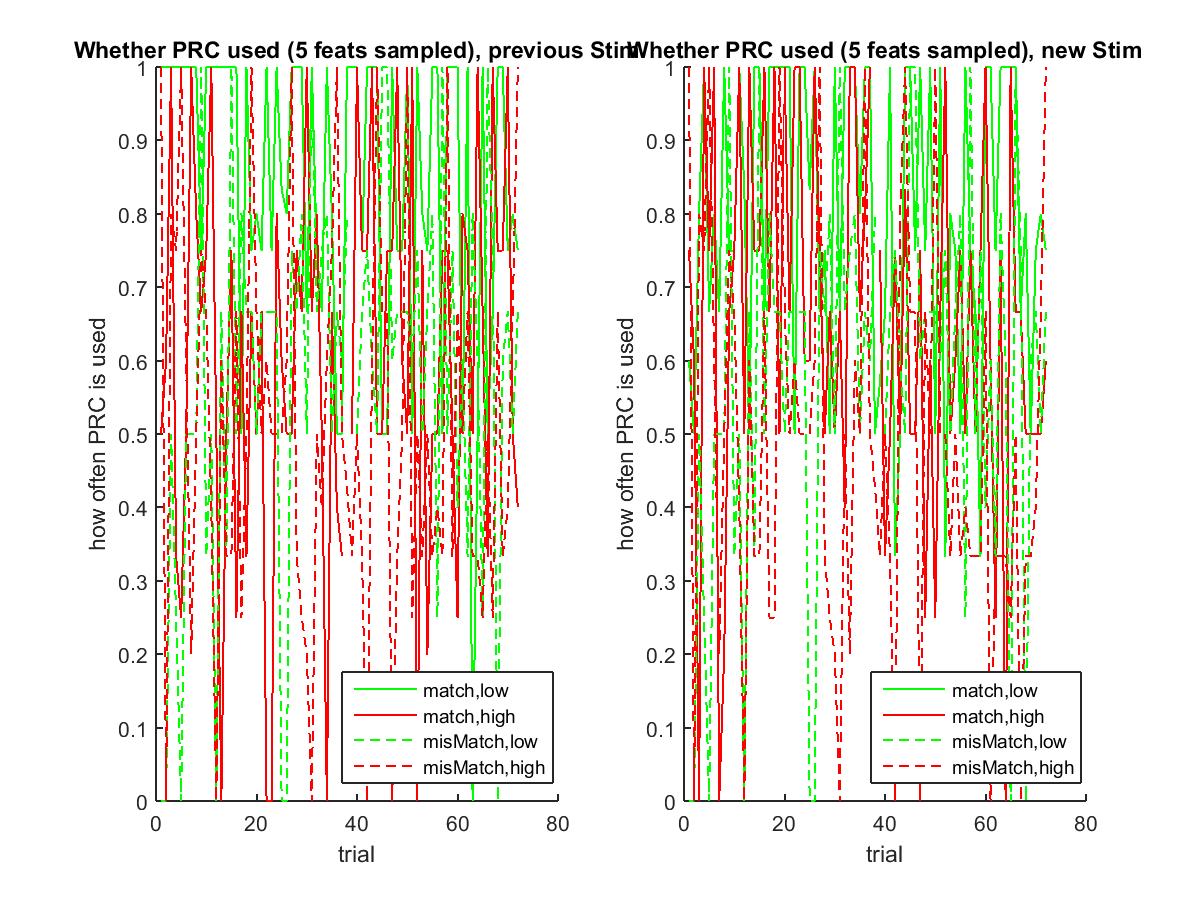 Whether PRC used (5 feats sampled), previous Stim
1
0.9
0.8
0.7
0.6
0.5
0.4
0.3
0.2
0.1
0
how often PRC is used
0 20 40 60 80
trial
match,low
match,high
misMatch,low
misMatch,high
Whether PRC used (5 feats sampled), new Stim
1
0.9
0.8
0.7
0.6
0.5
0.4
0.3
0.2
0.1
0
how often PRC is used
0 20 40 60 80
trial
match,low
match,high
misMatch,low
misMatch,high